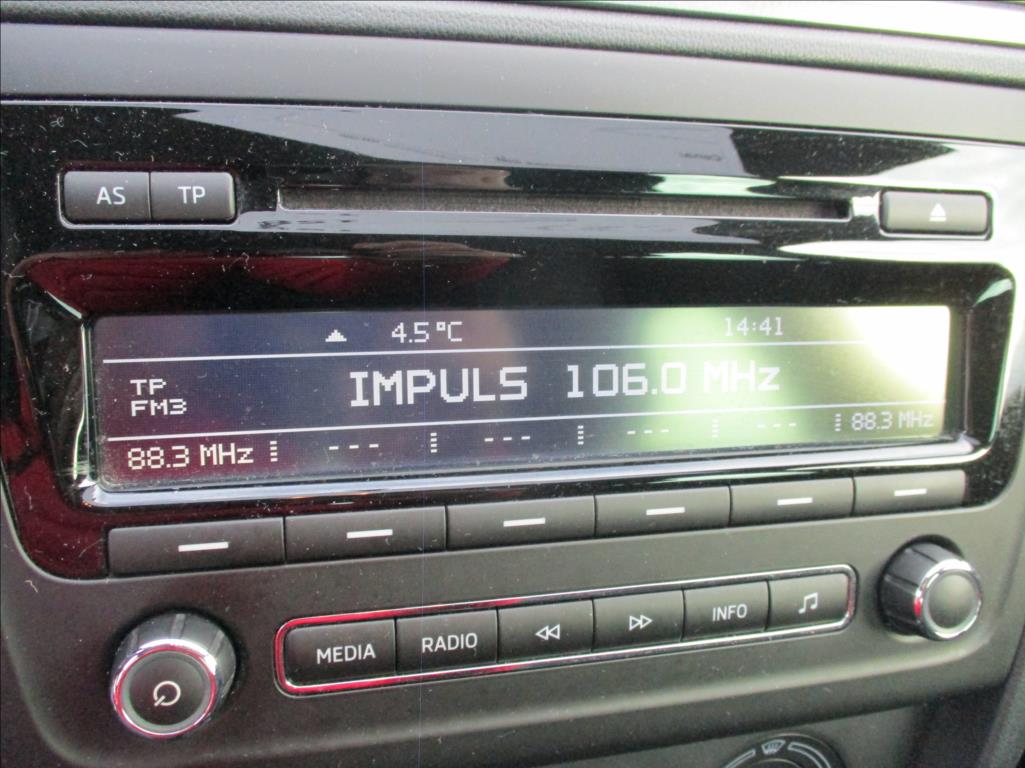 AS TP
4.5°C 14:41
TP
FM3
IMPULS 106.0 MHz
88.3 MHz --- --- --- --- 88.3 MHz
MEDIA RADIO INFO